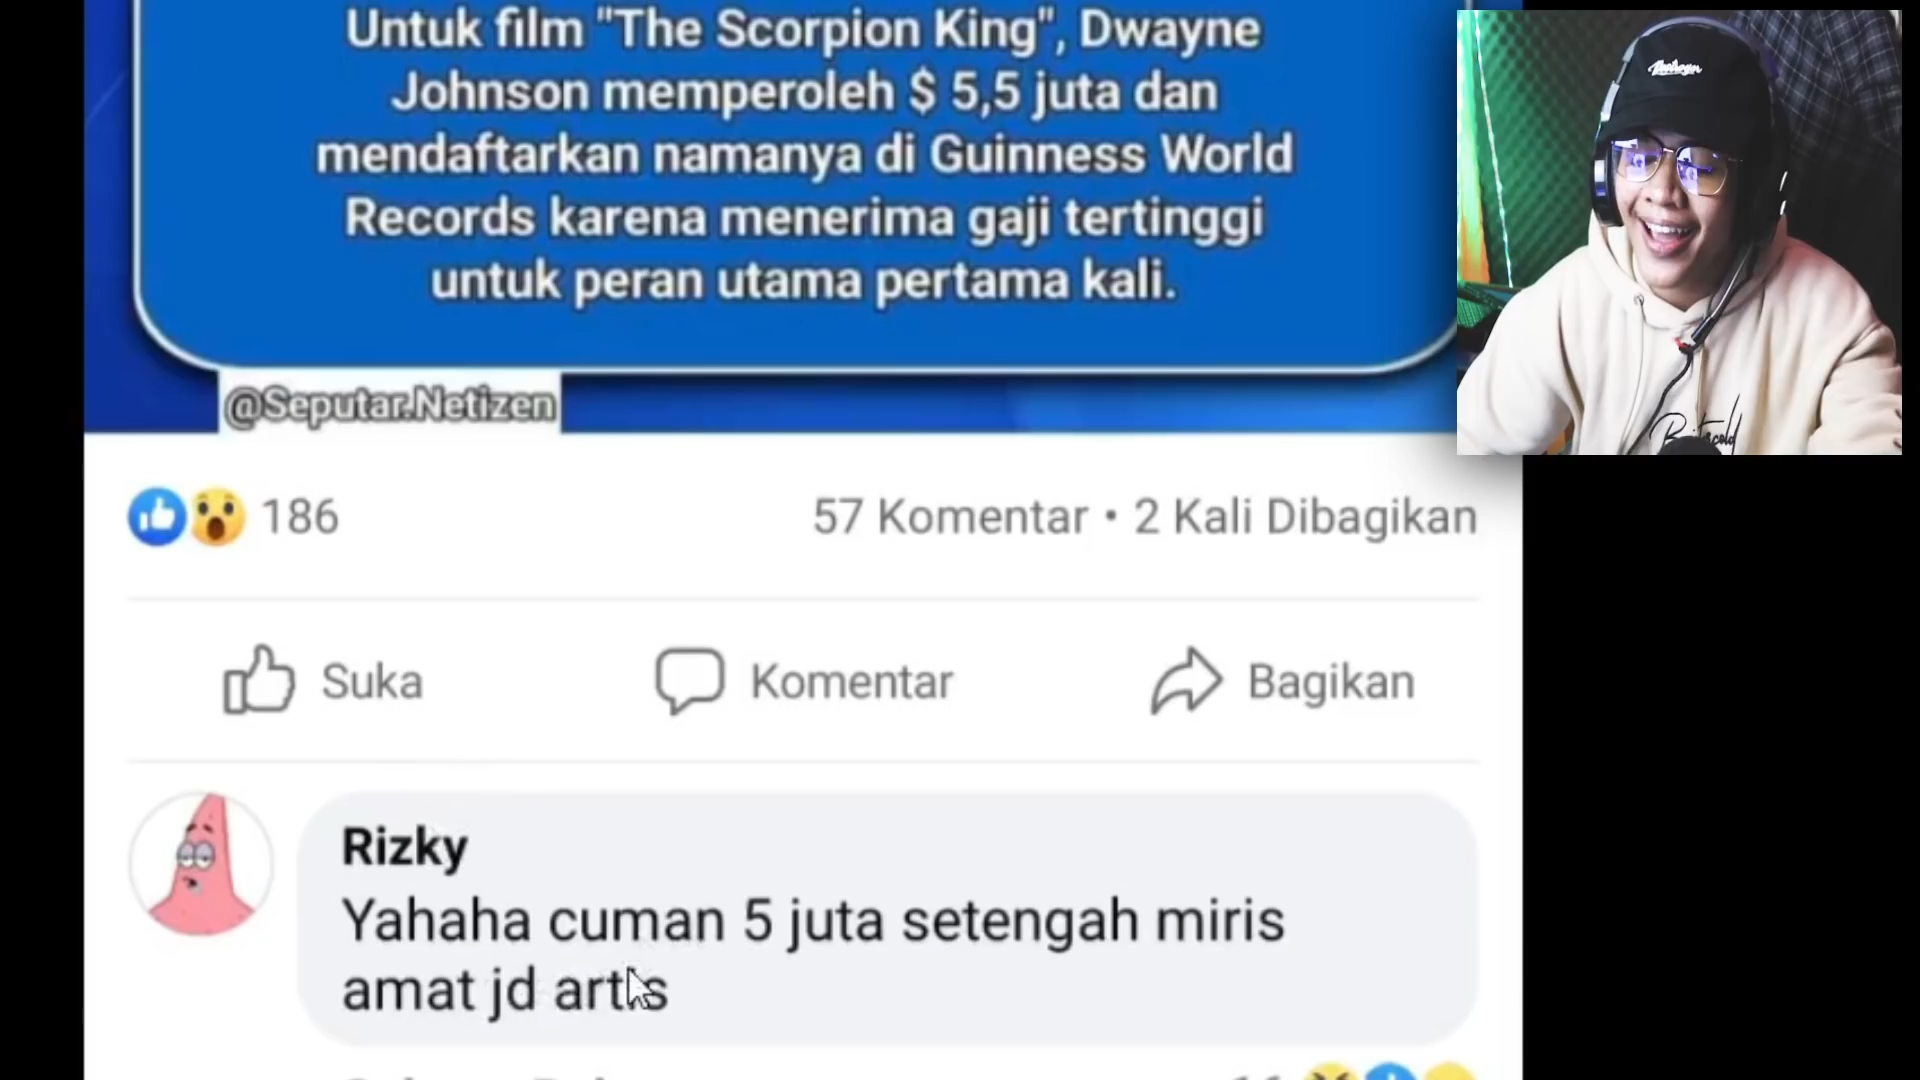 Untuk film "The Scorpion King", Dwayne
Johnson memperoleh $ 5,5 juta dan
mendaftarkan namanya di Guinness World
Records karena menerima gaji tertinggi
untuk peran utama pertama kali.
@Seputar.Netizen
186
57 Komentar • 2 Kali Dibagikan
Suka
Komentar
Bagikan
Rizky
Yahaha cuman 5 juta setengah miris
amat jd artis